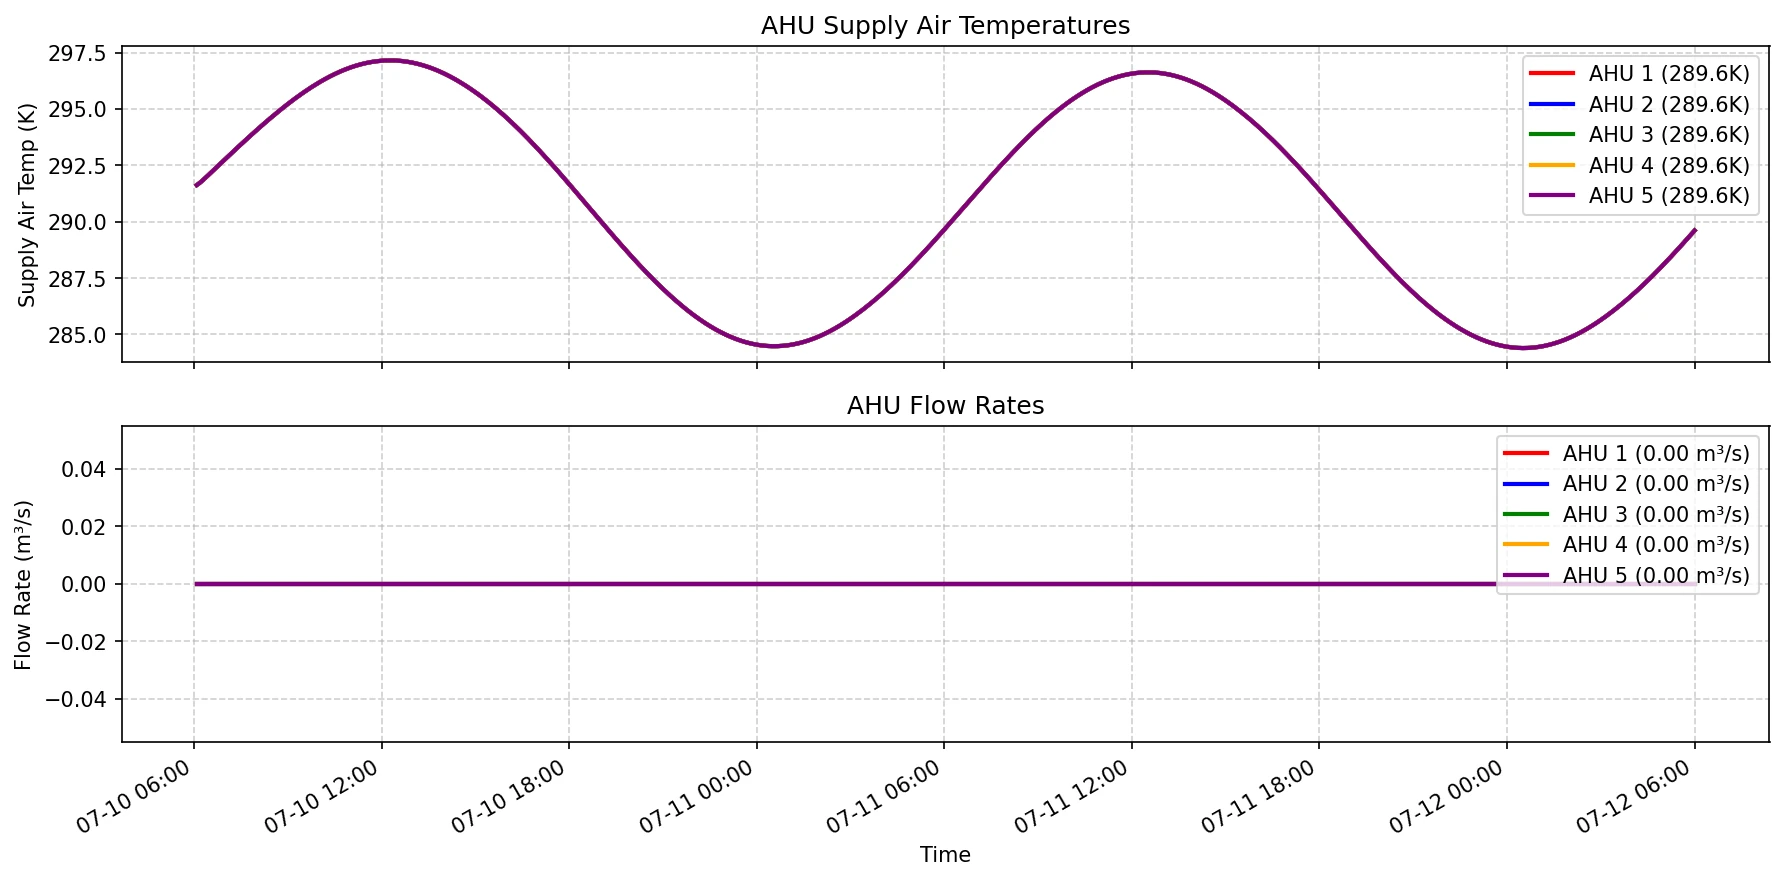 AHU Supply Air Temperatures
Supply Air Temp (K)
297.5
295.0
292.5
290.0
287.5
285.0
AHU 1 (289.6K)
AHU 2 (289.6K)
AHU 3 (289.6K)
AHU 4 (289.6K)
AHU 5 (289.6K)
AHU Flow Rates
Flow Rate (m³/s)
0.04
0.02
0.00
−0.02
−0.04
AHU 1 (0.00 m³/s)
AHU 2 (0.00 m³/s)
AHU 3 (0.00 m³/s)
AHU 4 (0.00 m³/s)
AHU 5 (0.00 m³/s)
07-10 06:00
07-10 12:00
07-10 18:00
07-11 00:00
07-11 06:00
07-11 12:00
07-11 18:00
07-12 00:00
07-12 06:00
Time